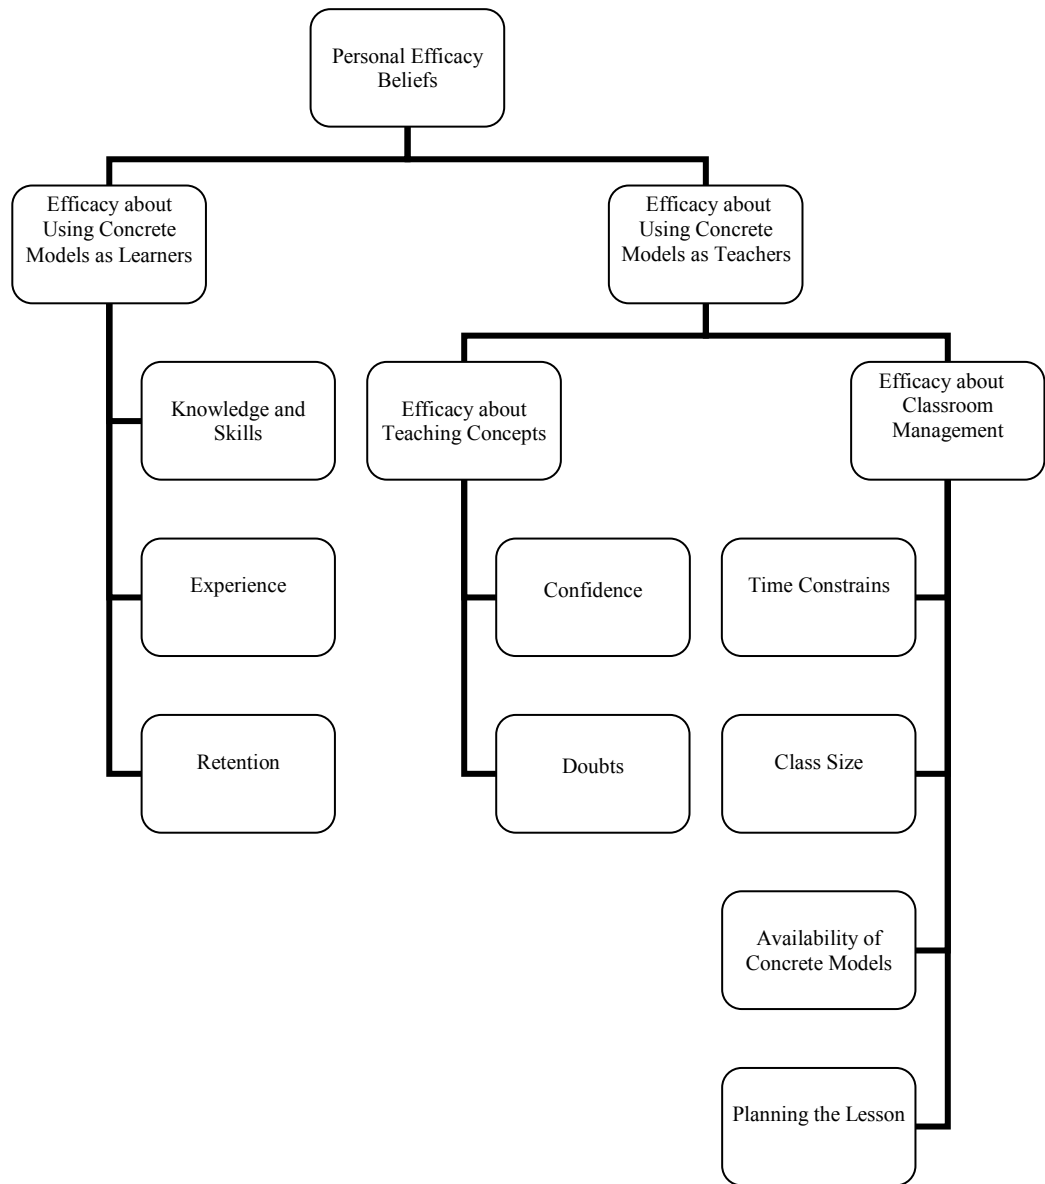 Personal Efficacy
Beliefs
Efficacy about
Using Concrete
Models as Learners
Efficacy about
Using Concrete
Models as Teachers
Knowledge and
Skills
Efficacy about
Teaching Concepts
Efficacy about
Classroom
Management
Experience
Confidence
Time Constrains
Retention
Doubts
Class Size
Availability of
Concrete Models
Planning the Lesson